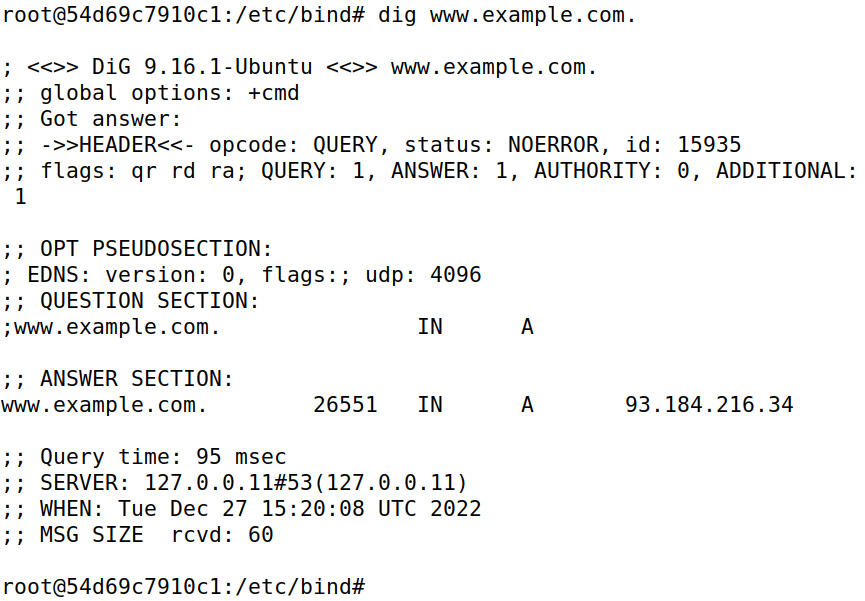 root@54d69c7910c1:/etc/bind# dig www.example.com.

; <<>> DiG 9.16.1-Ubuntu <<>> www.example.com.
;; global options: +cmd
;; Got answer:
;; ->>HEADER<<- opcode: QUERY, status: NOERROR, id: 15935
;; flags: qr rd ra; QUERY: 1, ANSWER: 1, AUTHORITY: 0, ADDITIONAL:
 1

;; OPT PSEUDOSECTION:
; EDNS: version: 0, flags:; udp: 4096
;; QUESTION SECTION:
;www.example.com.               IN      A

;; ANSWER SECTION:
www.example.com.        26551   IN      A       93.184.216.34

;; Query time: 95 msec
;; SERVER: 127.0.0.11#53(127.0.0.11)
;; WHEN: Tue Dec 27 15:20:08 UTC 2022
;; MSG SIZE  rcvd: 60

root@54d69c7910c1:/etc/bind#